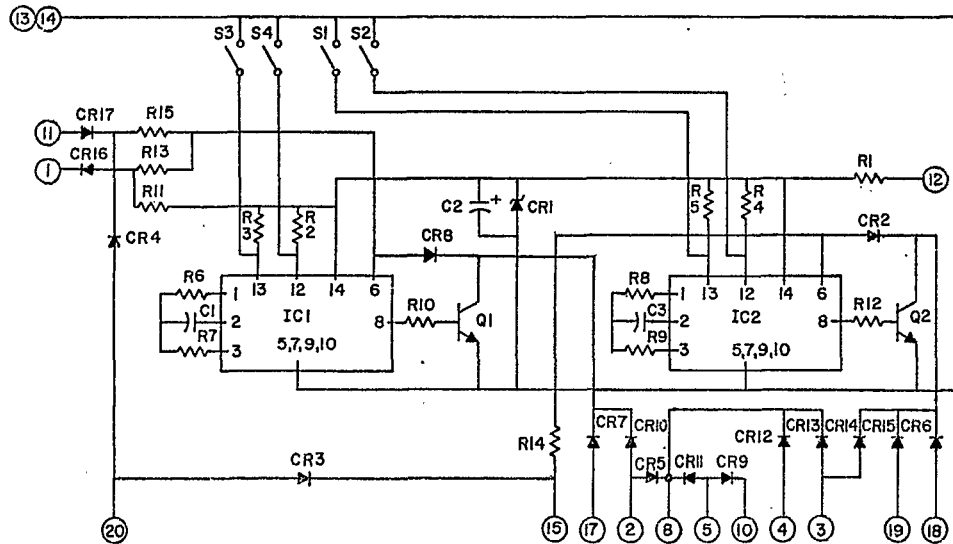 13 14
S3 S4 S1 S2
11 CR17 R15
1 CR16 R13
R11
R1 12
R3 R2
C2 + CR1
R5 R4
CR4
CR8
CR2
R6 1 13 12 14 6
C1 2 IC1 8 R10 Q1
R7 3
5,7,9,10
R8 1 13 12 14 6
C3 2 IC2 8 R12 Q2
R9 3
5,7,9,10
R14
CR7 CR10
CR12 CR13 CR14 CR15 CR6
CR3
CR5 CR11 CR9
20 15 17 2 8 5 10 4 3 19 18